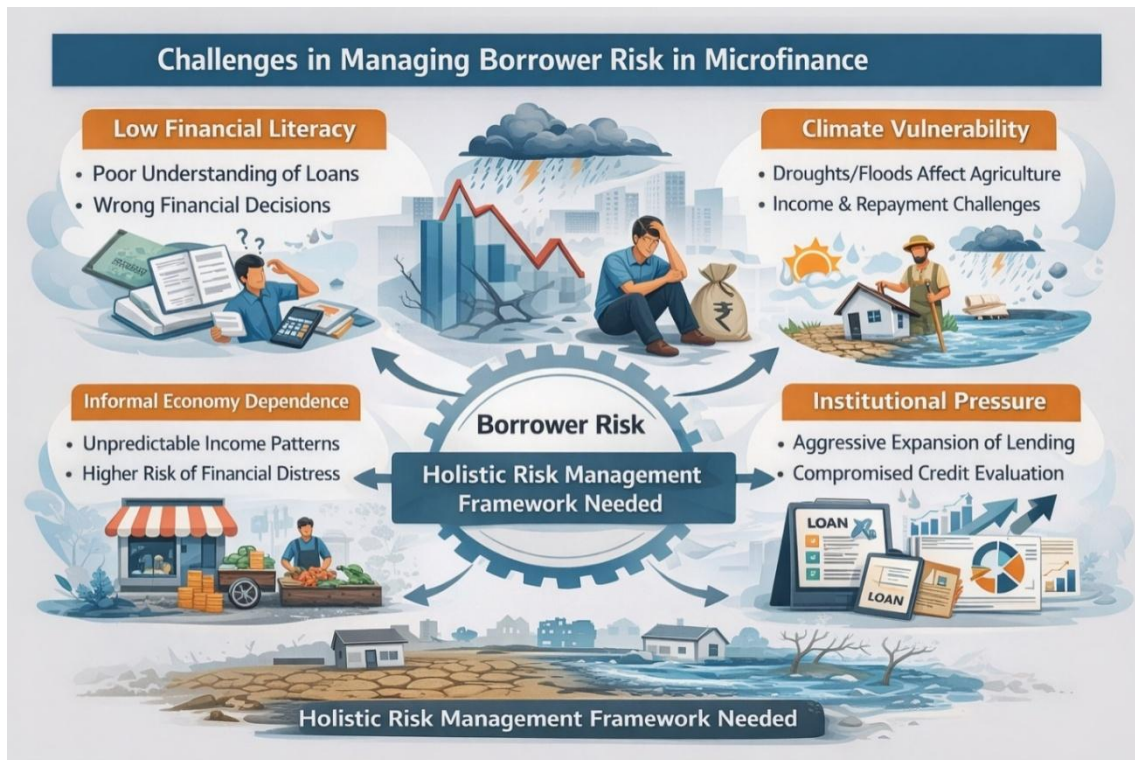 Challenges in Managing Borrower Risk in Microfinance
Low Financial Literacy
• Poor Understanding of Loans
• Wrong Financial Decisions
? ?
₹
Climate Vulnerability
• Droughts/Floods Affect Agriculture
• Income & Repayment Challenges
Informal Economy Dependence
• Unpredictable Income Patterns
• Higher Risk of Financial Distress
Borrower Risk
Holistic Risk Management
Framework Needed
Institutional Pressure
• Aggressive Expansion of Lending
• Compromised Credit Evaluation
LOAN
LOAN
Holistic Risk Management Framework Needed